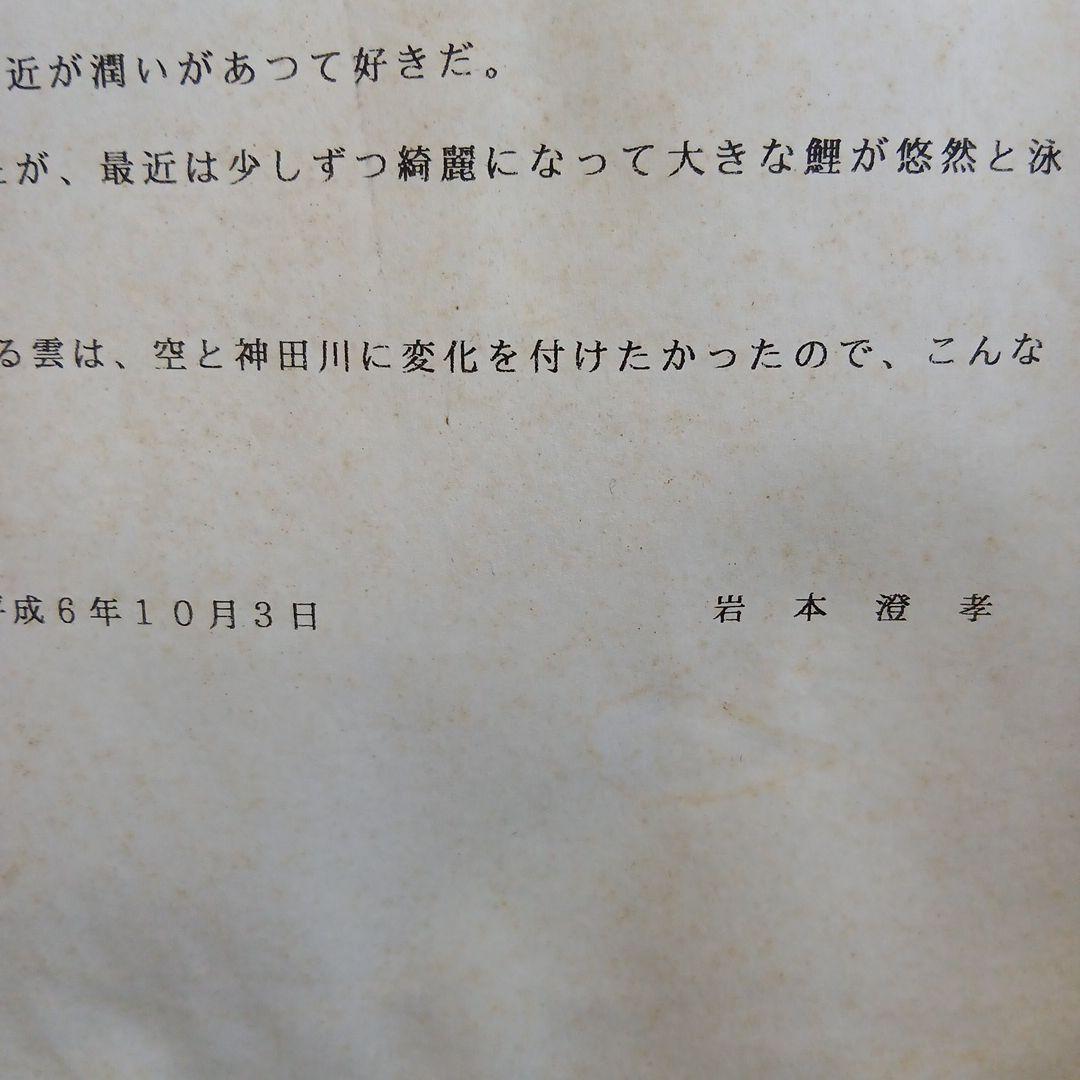 近が潤いがあつて好きだ。
たが、最近は少しずつ綺麗になって大きな鯉が悠然と泳
る雲は、空と神田川に変化を付けたかったので、こんな
平成6年10月3日 岩本澄孝